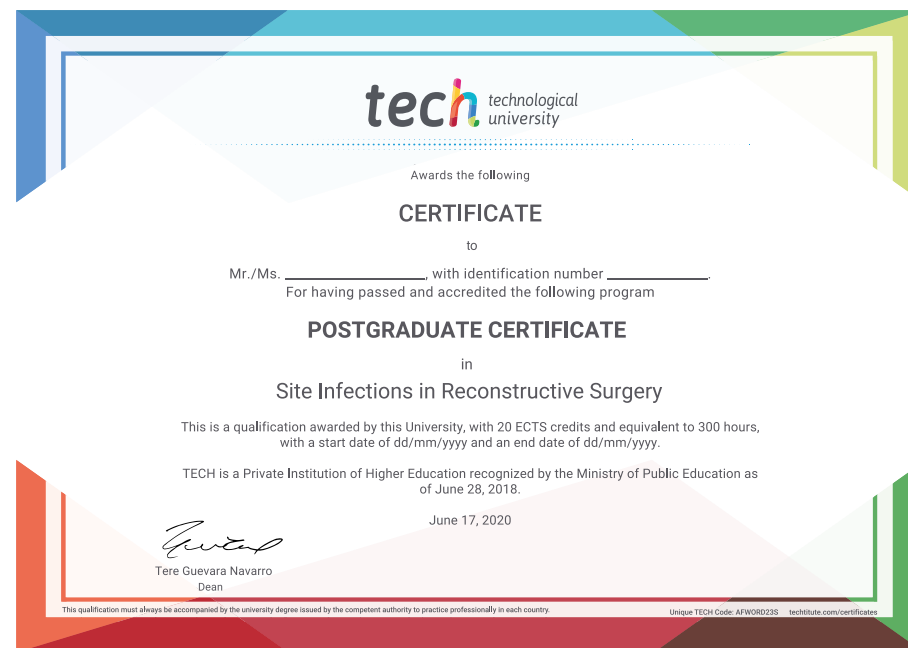 tech technological
university
Awards the following
CERTIFICATE
to
Mr./Ms. ____________________, with identification number ______________.
For having passed and accredited the following program
POSTGRADUATE CERTIFICATE
in
Site Infections in Reconstructive Surgery
This is a qualification awarded by this University, with 20 ECTS credits and equivalent to 300 hours,
with a start date of dd/mm/yyyy and an end date of dd/mm/yyyy.
TECH is a Private Institution of Higher Education recognized by the Ministry of Public Education as
of June 28, 2018.
June 17, 2020
Tere Guevara Navarro
Dean
This qualification must always be accompanied by the university degree issued by the competent authority to practice professionally in each country.
Unique TECH Code: AFWORD23S techtitute.com/certificates